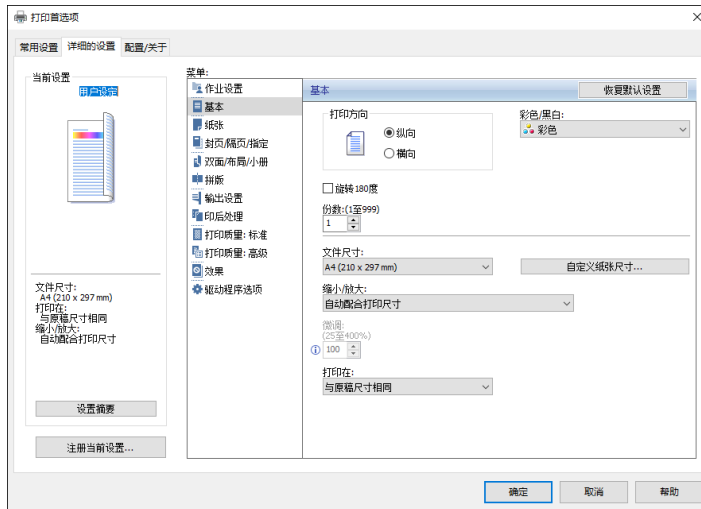 打印首选项
常用设置 详细的设置 配置/关于
当前设置
用户设定
文件尺寸:
A4 (210 x 297 mm)
打印在:
与原稿尺寸相同
缩小/放大:
自动配合打印尺寸
设置摘要
注册当前设置...
菜单:
作业设置
基本
纸张
封页/隔页/指定
双面/布局/小册
拼版
输出设置
印后处理
打印质量: 标准
打印质量: 高级
效果
驱动程序选项
基本
恢复默认设置
打印方向
纵向
横向
彩色/黑白:
彩色
旋转180度
份数:(1至999)
1
文件尺寸:
A4 (210 x 297 mm)
自定义纸张尺寸...
缩小/放大:
自动配合打印尺寸
微调:
(25至400%)
100
打印在:
与原稿尺寸相同
确定 取消 帮助